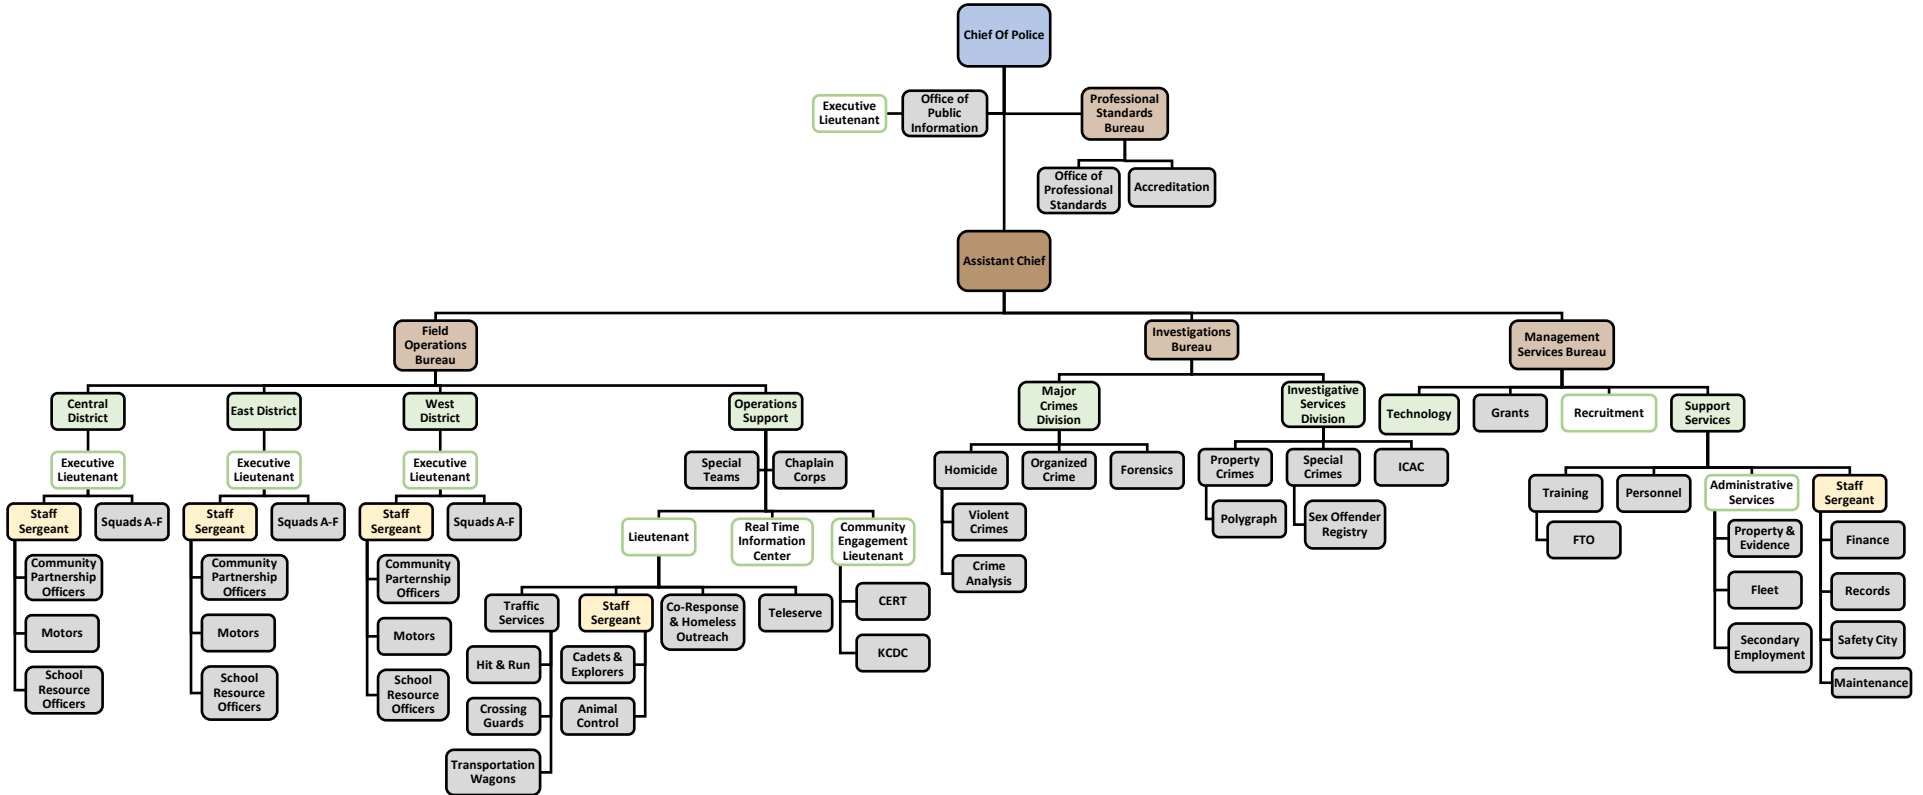 Chief Of Police
Executive
Lieutenant
Office of
Public
Information
Professional
Standards
Bureau
Office of
Professional
Standards
Accreditation
Assistant Chief
Field
Operations
Bureau
Investigations
Bureau
Management
Services Bureau
Central
District
East District
West
District
Operations
Support
Major
Crimes
Division
Investigative
Services
Division
Technology
Grants
Recruitment
Support
Services
Executive
Lieutenant
Executive
Lieutenant
Executive
Lieutenant
Special
Teams
Chaplain
Corps
Homicide
Organized
Crime
Forensics
Property
Crimes
Special
Crimes
ICAC
Training
Personnel
Administrative
Services
Staff
Sergeant
Staff
Sergeant
Squads A-F
Staff
Sergeant
Squads A-F
Staff
Sergeant
Squads A-F
Lieutenant
Real Time
Information
Center
Community
Engagement
Lieutenant
Violent
Crimes
Polygraph
Sex Offender
Registry
FTO
Property &
Evidence
Finance
Community
Partnership
Officers
Community
Partnership
Officers
Community
Parternship
Officers
Crime
Analysis
Fleet
Records
Traffic
Services
Staff
Sergeant
Co-Response
& Homeless
Outreach
Teleserve
CERT
Motors
Motors
Motors
Hit & Run
Cadets &
Explorers
KCDC
Secondary
Employment
Safety City
School
Resource
Officers
School
Resource
Officers
School
Resource
Officers
Crossing
Guards
Animal
Control
Maintenance
Transportation
Wagons